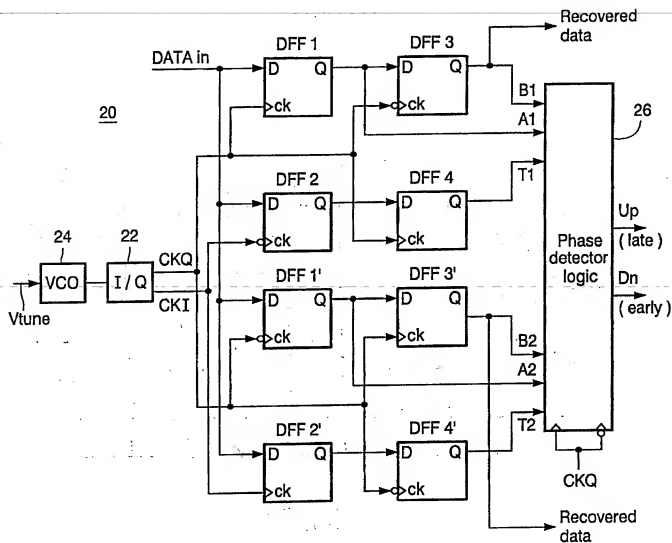 DFF 1
DFF 3
Recovered
data
DATA in
D Q
ck
D Q
ck
B1
A1
26
20
DFF 2
DFF 4
T1
D Q
ck
D Q
ck
Up
(late)
24
22
CKQ
VCO
I/Q
CKI
Vtune
Phase
detector
logic
Dn
(early)
DFF 1'
DFF 3'
D Q
ck
D Q
ck
B2
A2
DFF 2'
DFF 4'
T2
D Q
ck
D Q
ck
CKQ
Recovered
data